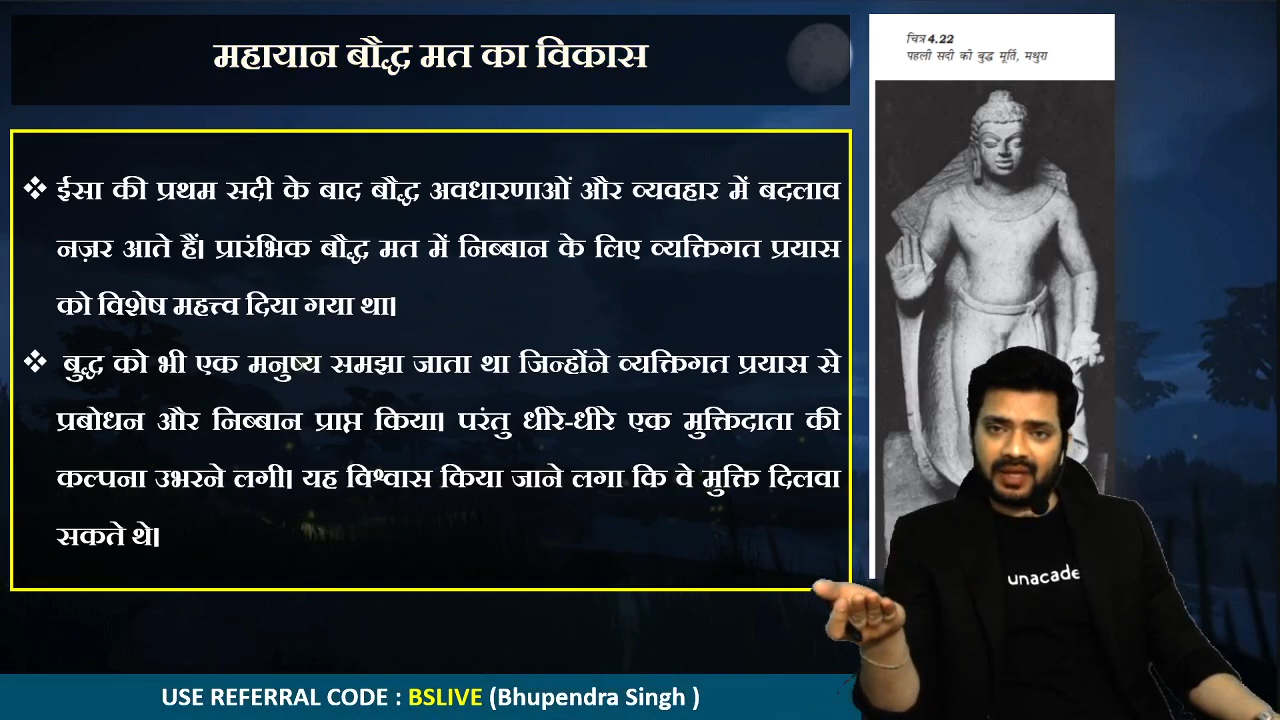 महायान बौद्ध मत का विकास
चित्र 4.22
पहली सदी की बुद्ध मूर्ति, मथुरा
❖ ईसा की प्रथम सदी के बाद बौद्ध अवधारणाओं और व्यवहार में बदलाव
नज़र आते हैं। प्रारंभिक बौद्ध मत में निब्बान के लिए व्यक्तिगत प्रयास
को विशेष महत्त्व दिया गया था।
❖ बुद्ध को भी एक मनुष्य समझा जाता था जिन्होंने व्यक्तिगत प्रयास से
प्रबोधन और निब्बान प्राप्त किया। परंतु धीरे-धीरे एक मुक्तिदाता की
कल्पना उभरने लगी। यह विश्वास किया जाने लगा कि वे मुक्ति दिलवा
सकते थे।
unacade
USE REFERRAL CODE : BSLIVE (Bhupendra Singh )